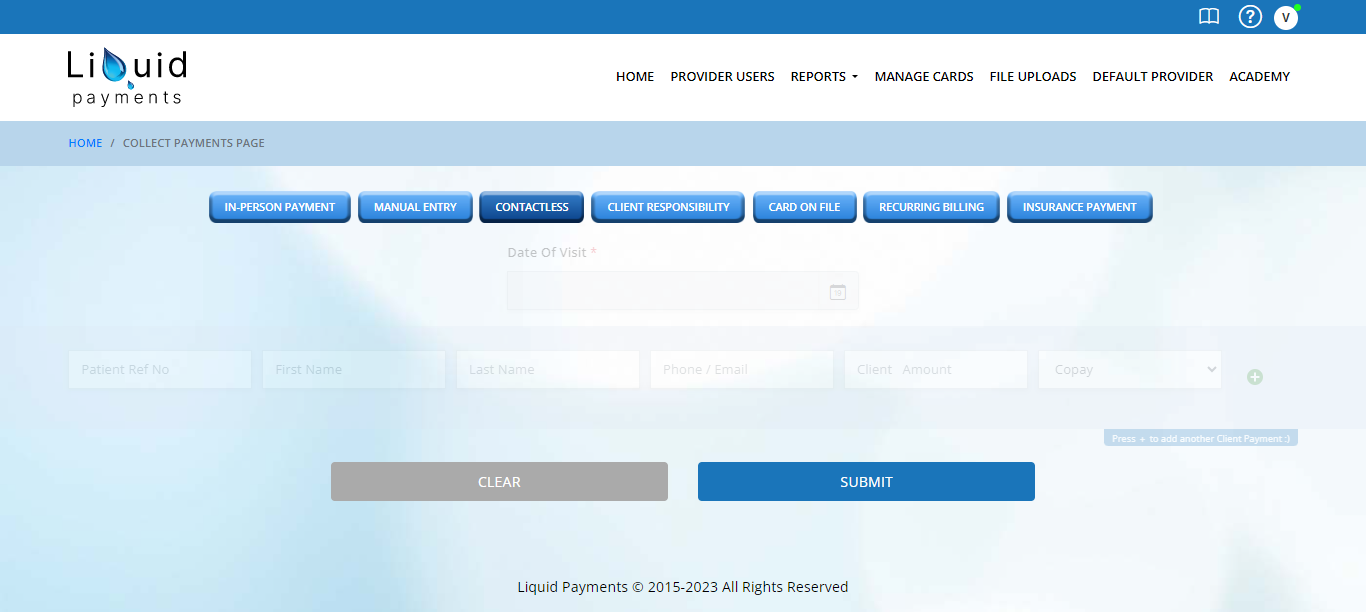 V
Liquid
payments
HOME PROVIDER USERS REPORTS MANAGE CARDS FILE UPLOADS DEFAULT PROVIDER ACADEMY
HOME / COLLECT PAYMENTS PAGE
IN-PERSON PAYMENT MANUAL ENTRY CONTACTLESS CLIENT RESPONSIBILITY CARD ON FILE RECURRING BILLING INSURANCE PAYMENT
Date Of Visit *
Patient Ref No First Name Last Name Phone / Email Client Amount Copay
Press + to add another Client Payment :)
CLEAR SUBMIT
Liquid Payments © 2015-2023 All Rights Reserved